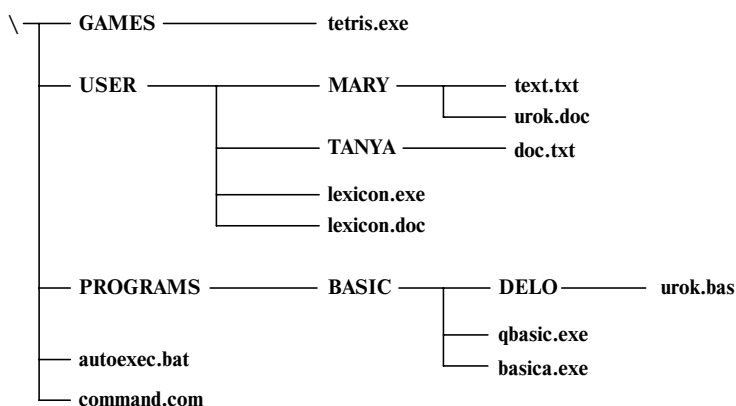 \ GAMES tetris.exe
USER MARY text.txt
urok.doc
TANYA doc.txt
lexicon.exe
lexicon.doc
PROGRAMS BASIC DELO urok.bas
qbasic.exe
autoexec.bat
basica.exe
command.com